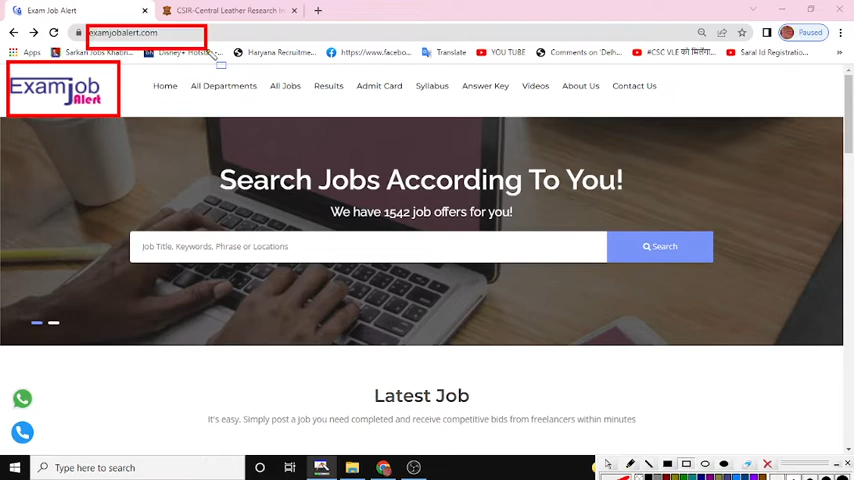 Exam Job Alert
CSIR-Central Leather Research In
examjobalert.com
Paused
Apps
Sarkari Jobs Khabri...
Disney+ Hotst
Haryana Recruitme...
https://www.facebo...
Translate
YOU TUBE
Comments on 'Delh...
#CSC VLE को मिलेगा...
Saral Id Registratio...
ExamJob
Alert
Home
All Departments
All Jobs
Results
Admit Card
Syllabus
Answer Key
Videos
About Us
Contact Us
Search Jobs According To You!
We have 1542 job offers for you!
Job Title, Keywords, Phrase or Locations
Search
Latest Job
It's easy. Simply post a job you need completed and receive competitive bids from freelancers within minutes
Type here to search